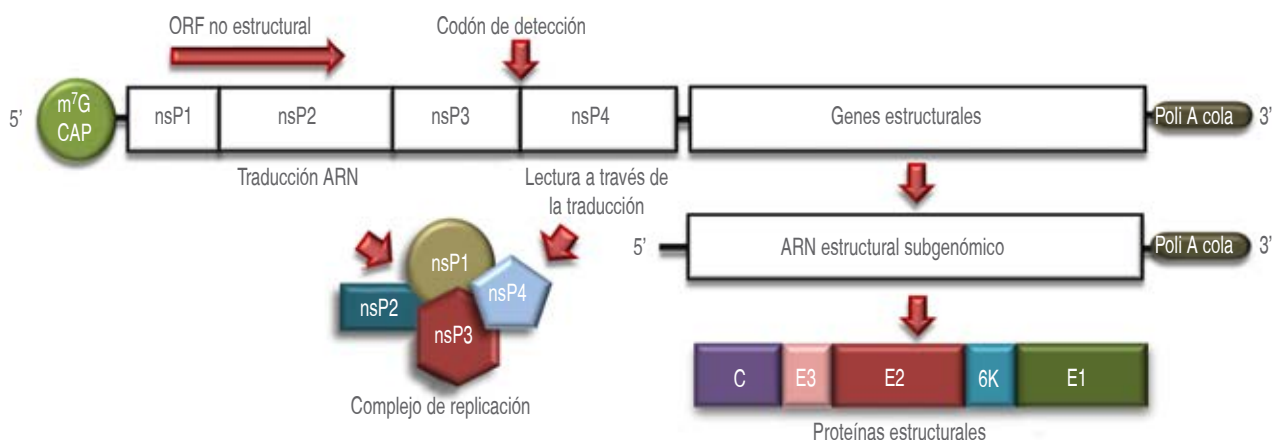 ORF no estructural
Codón de detección
5’
m⁷G
CAP
nsP1
nsP2
nsP3
nsP4
Genes estructurales
Poli A cola
3’
Traducción ARN
Lectura a través de
la traducción
5’
ARN estructural subgenómico
Poli A cola
3’
nsP1
nsP2
nsP4
nsP3
C
E3
E2
6K
E1
Complejo de replicación
Proteínas estructurales